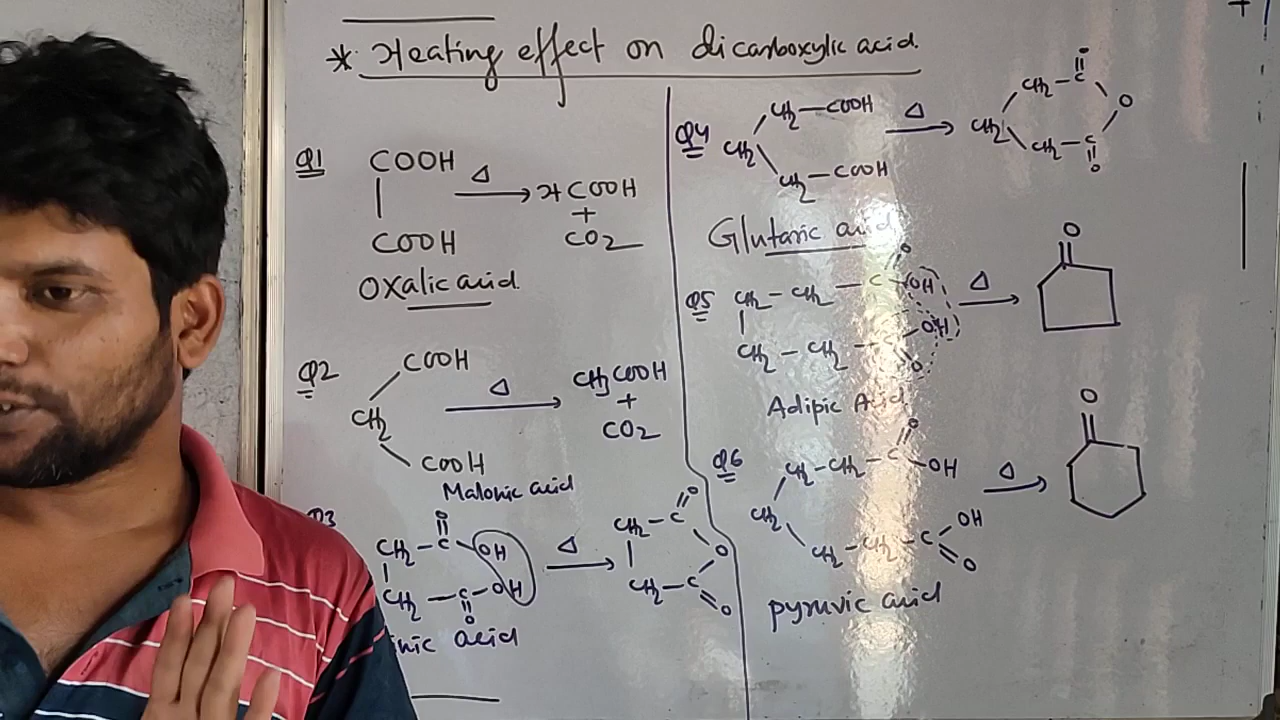 * Heating effect on dicarboxylic acid.
Q1 COOH Δ → HCOOH
+
COOH CO2
Oxalic acid
Q2 COOH Δ → CH3COOH
+
CH2 CO2
COOH
Malonic acid
Q3 O O
CH2-C-OH Δ → CH2-C
O
CH2-C-OH CH2-C
O O
inic acid
Q4 CH2-COOH Δ → CH2-C O
CH2 CH2 O
CH2-COOH CH2-C
O
Glutaric acid
Q5 O O
CH2-CH2-C-OH Δ →
CH2-CH2-C-OH
O
Adipic Acid
Q6 O O
CH2-CH2-C-OH Δ →
CH2 OH
CH2-CH2-C
O
pyruvic acid